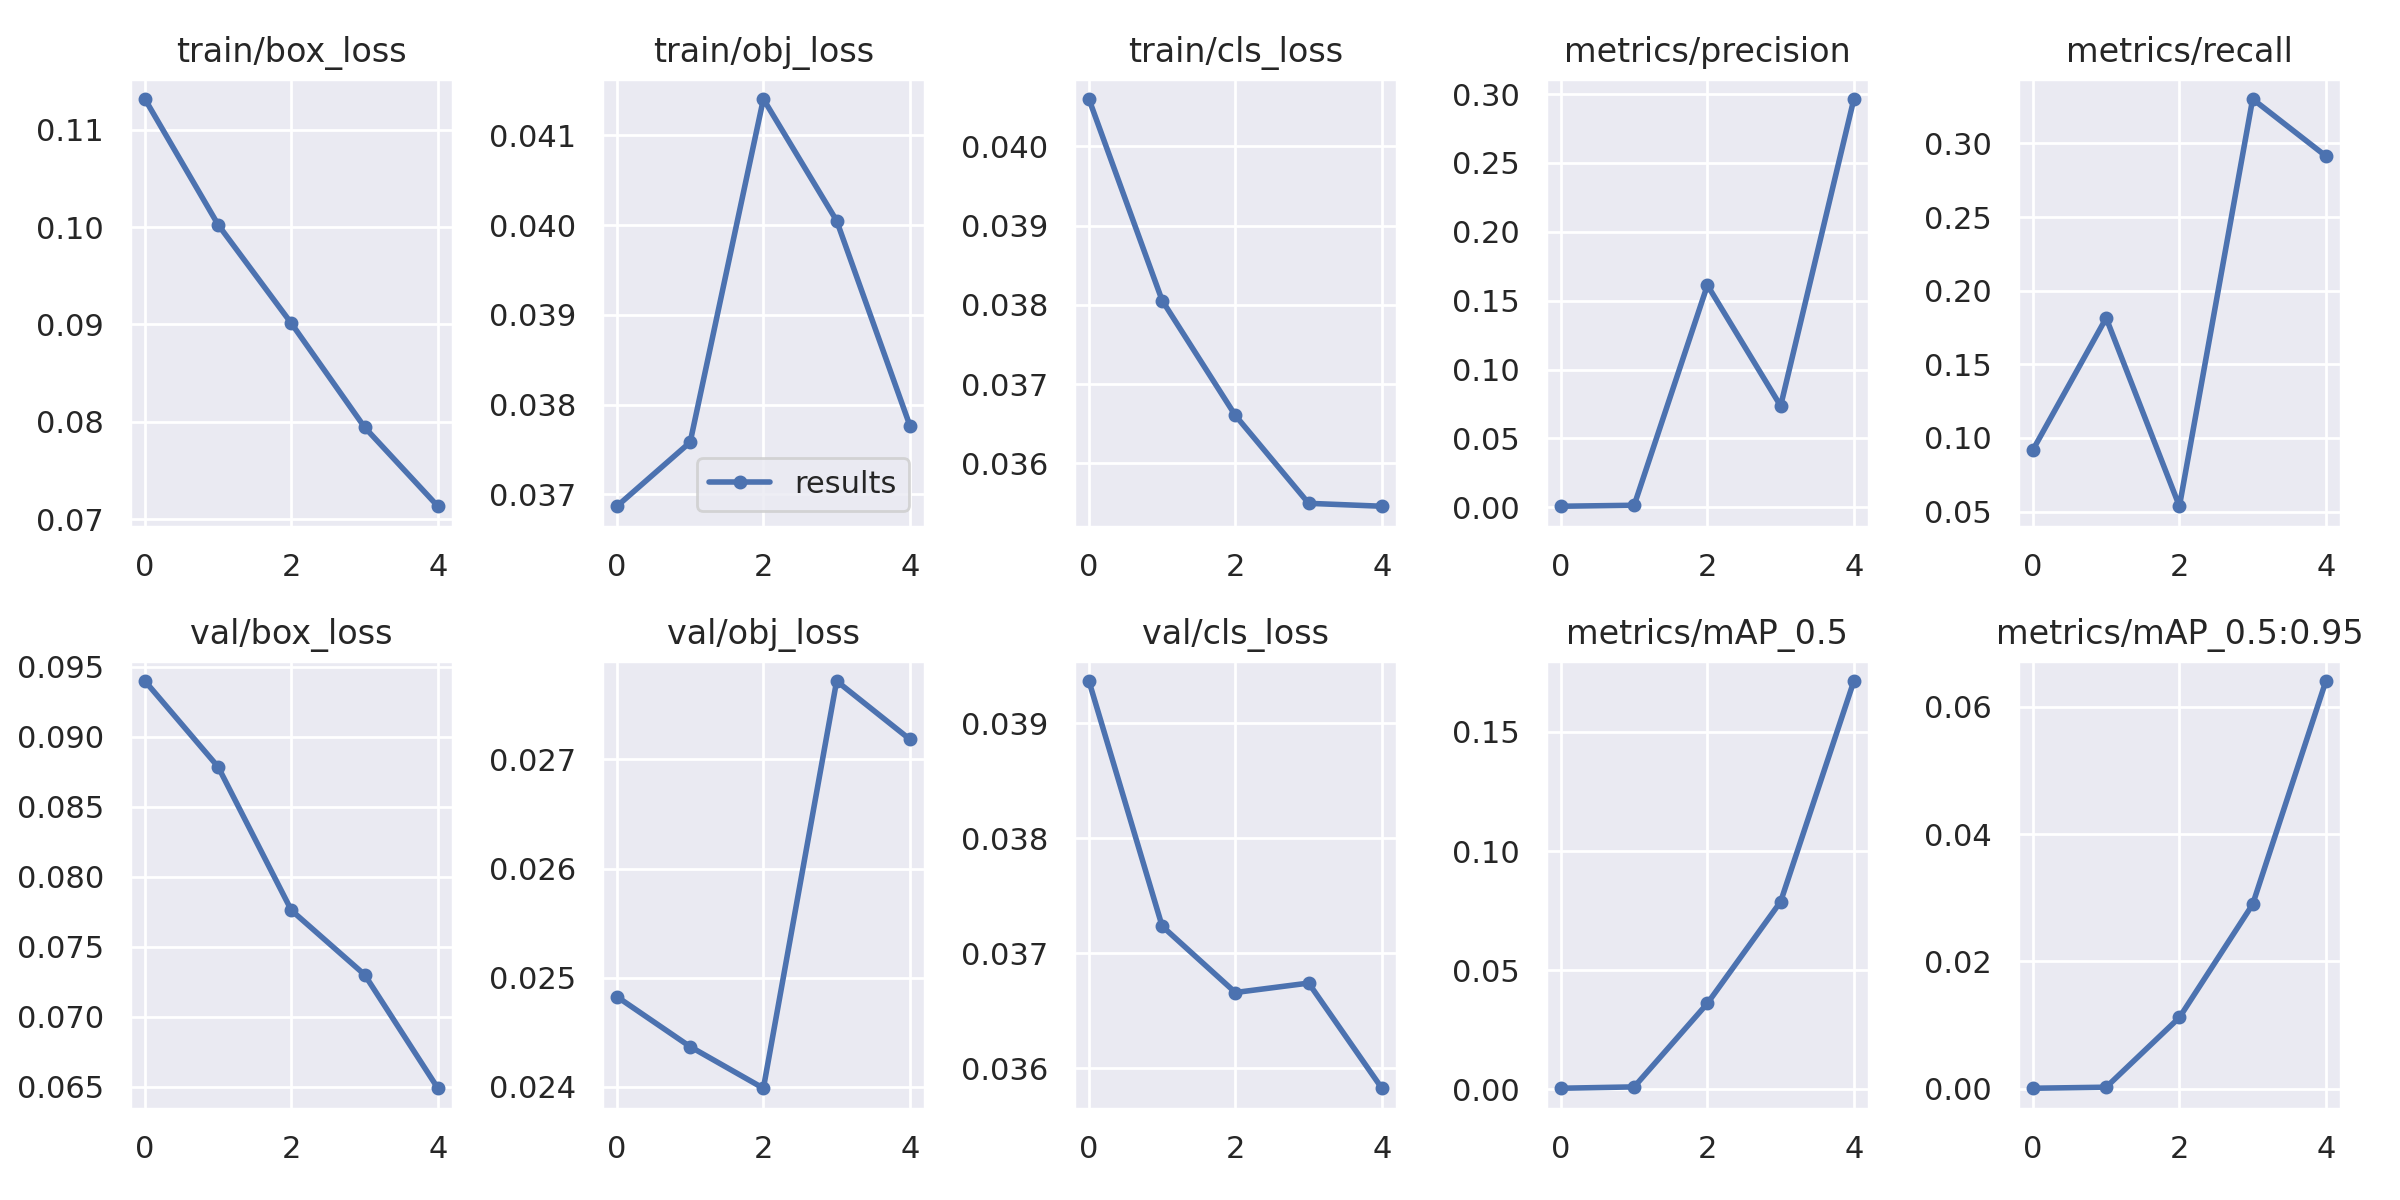 train/box_loss
0.11
0.10
0.09
0.08
0.07
0 2 4
train/obj_loss
0.041
0.040
0.039
0.038
0.037
results
0 2 4
train/cls_loss
0.040
0.039
0.038
0.037
0.036
0 2 4
metrics/precision
0.30
0.25
0.20
0.15
0.10
0.05
0.00
0 2 4
metrics/recall
0.30
0.25
0.20
0.15
0.10
0.05
0 2 4
val/box_loss
0.095
0.090
0.085
0.080
0.075
0.070
0.065
0 2 4
val/obj_loss
0.027
0.026
0.025
0.024
0 2 4
val/cls_loss
0.039
0.038
0.037
0.036
0 2 4
metrics/mAP_0.5
0.15
0.10
0.05
0.00
0 2 4
metrics/mAP_0.5:0.95
0.06
0.04
0.02
0.00
0 2 4